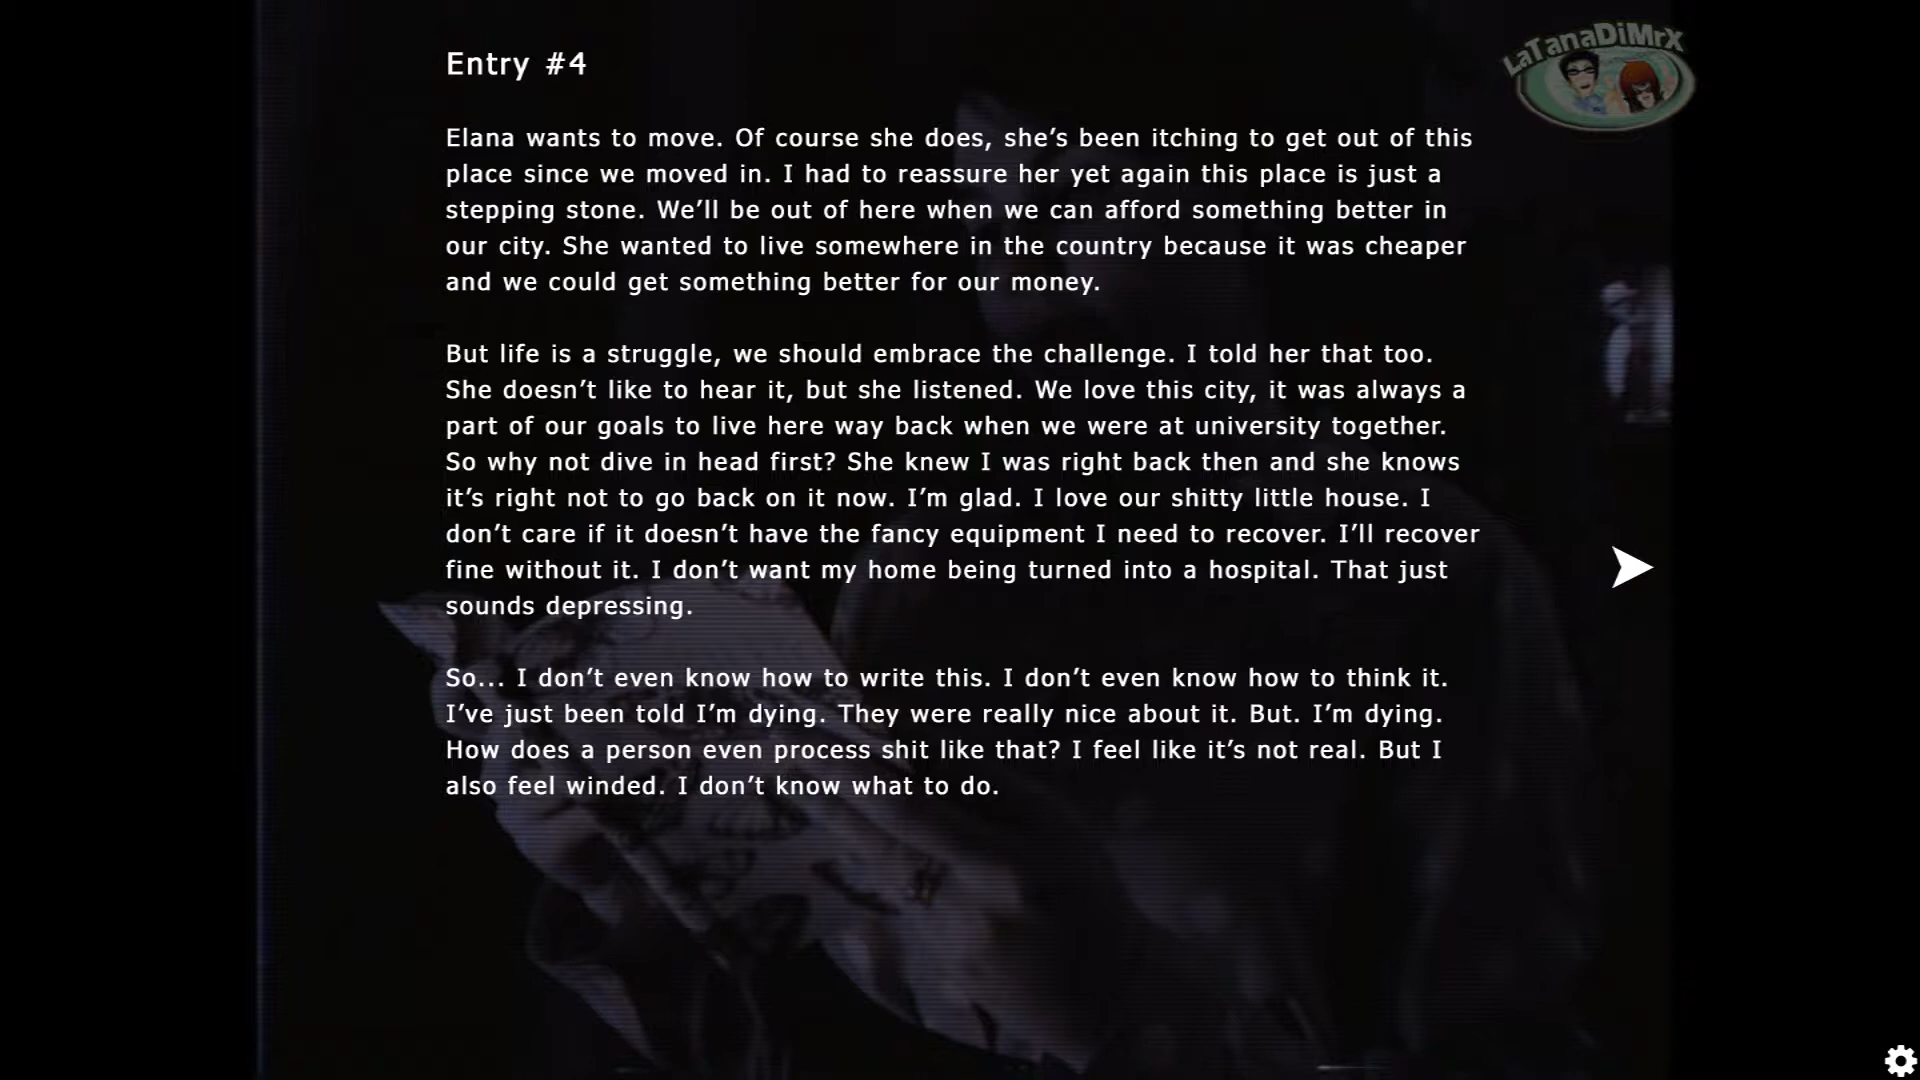 LaTanaDiMrX
Entry #4
Elana wants to move. Of course she does, she’s been itching to get out of this
place since we moved in. I had to reassure her yet again this place is just a
stepping stone. We’ll be out of here when we can afford something better in
our city. She wanted to live somewhere in the country because it was cheaper
and we could get something better for our money.
But life is a struggle, we should embrace the challenge. I told her that too.
She doesn’t like to hear it, but she listened. We love this city, it was always a
part of our goals to live here way back when we were at university together.
So why not dive in head first? She knew I was right back then and she knows
it’s right not to go back on it now. I’m glad. I love our shitty little house. I
don’t care if it doesn’t have the fancy equipment I need to recover. I’ll recover
fine without it. I don’t want my home being turned into a hospital. That just
sounds depressing.
So... I don’t even know how to write this. I don’t even know how to think it.
I’ve just been told I’m dying. They were really nice about it. But. I’m dying.
How does a person even process shit like that? I feel like it’s not real. But I
also feel winded. I don’t know what to do.